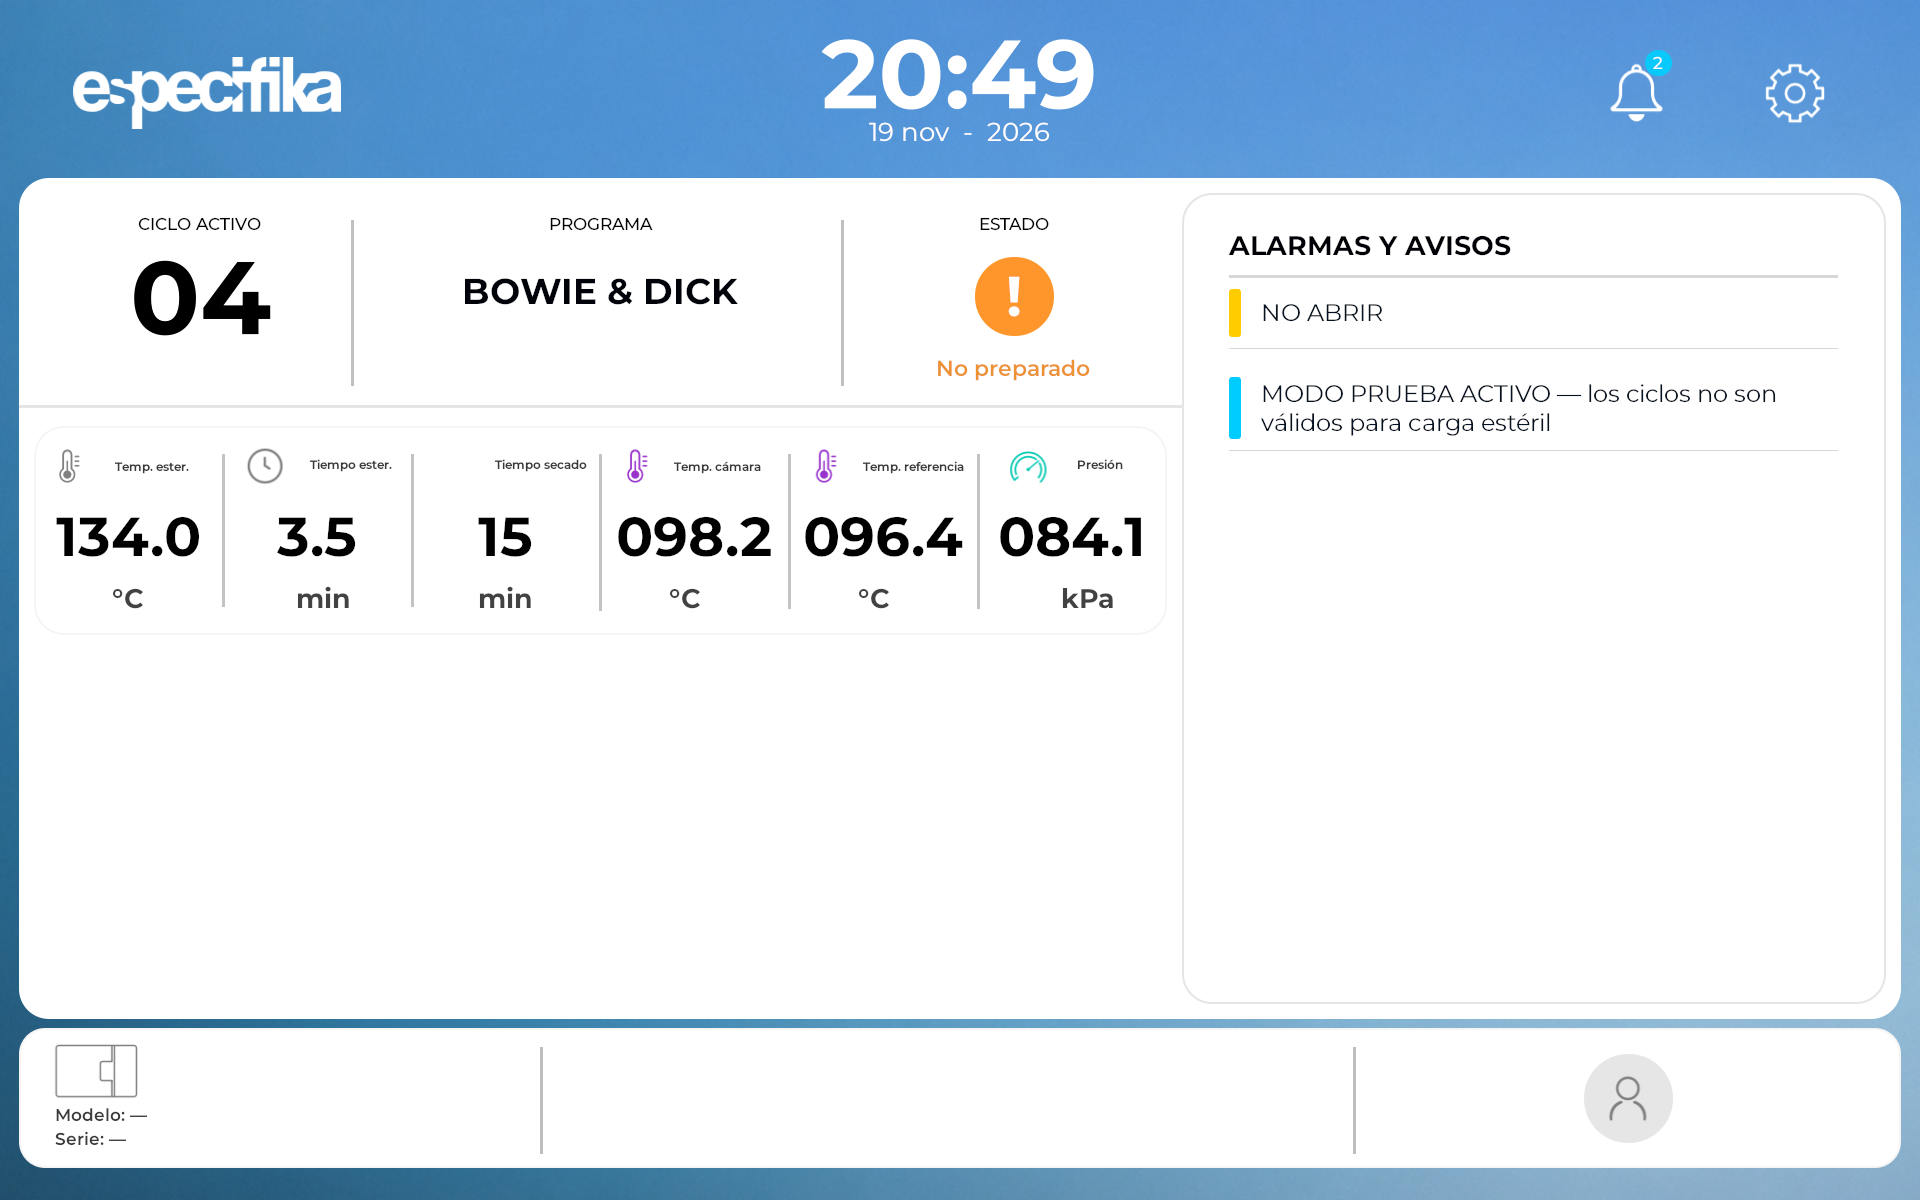 especifika
20:49
19 nov - 2026
2
CICLO ACTIVO
04
PROGRAMA
BOWIE & DICK
ESTADO
!
No preparado
Temp. ester.
134.0
°C
Tiempo ester.
3.5
min
Tiempo secado
15
min
Temp. cámara
098.2
°C
Temp. referencia
096.4
°C
Presión
084.1
kPa
ALARMAS Y AVISOS
NO ABRIR
MODO PRUEBA ACTIVO — los ciclos no son
válidos para carga estéril
Modelo: —
Serie: —